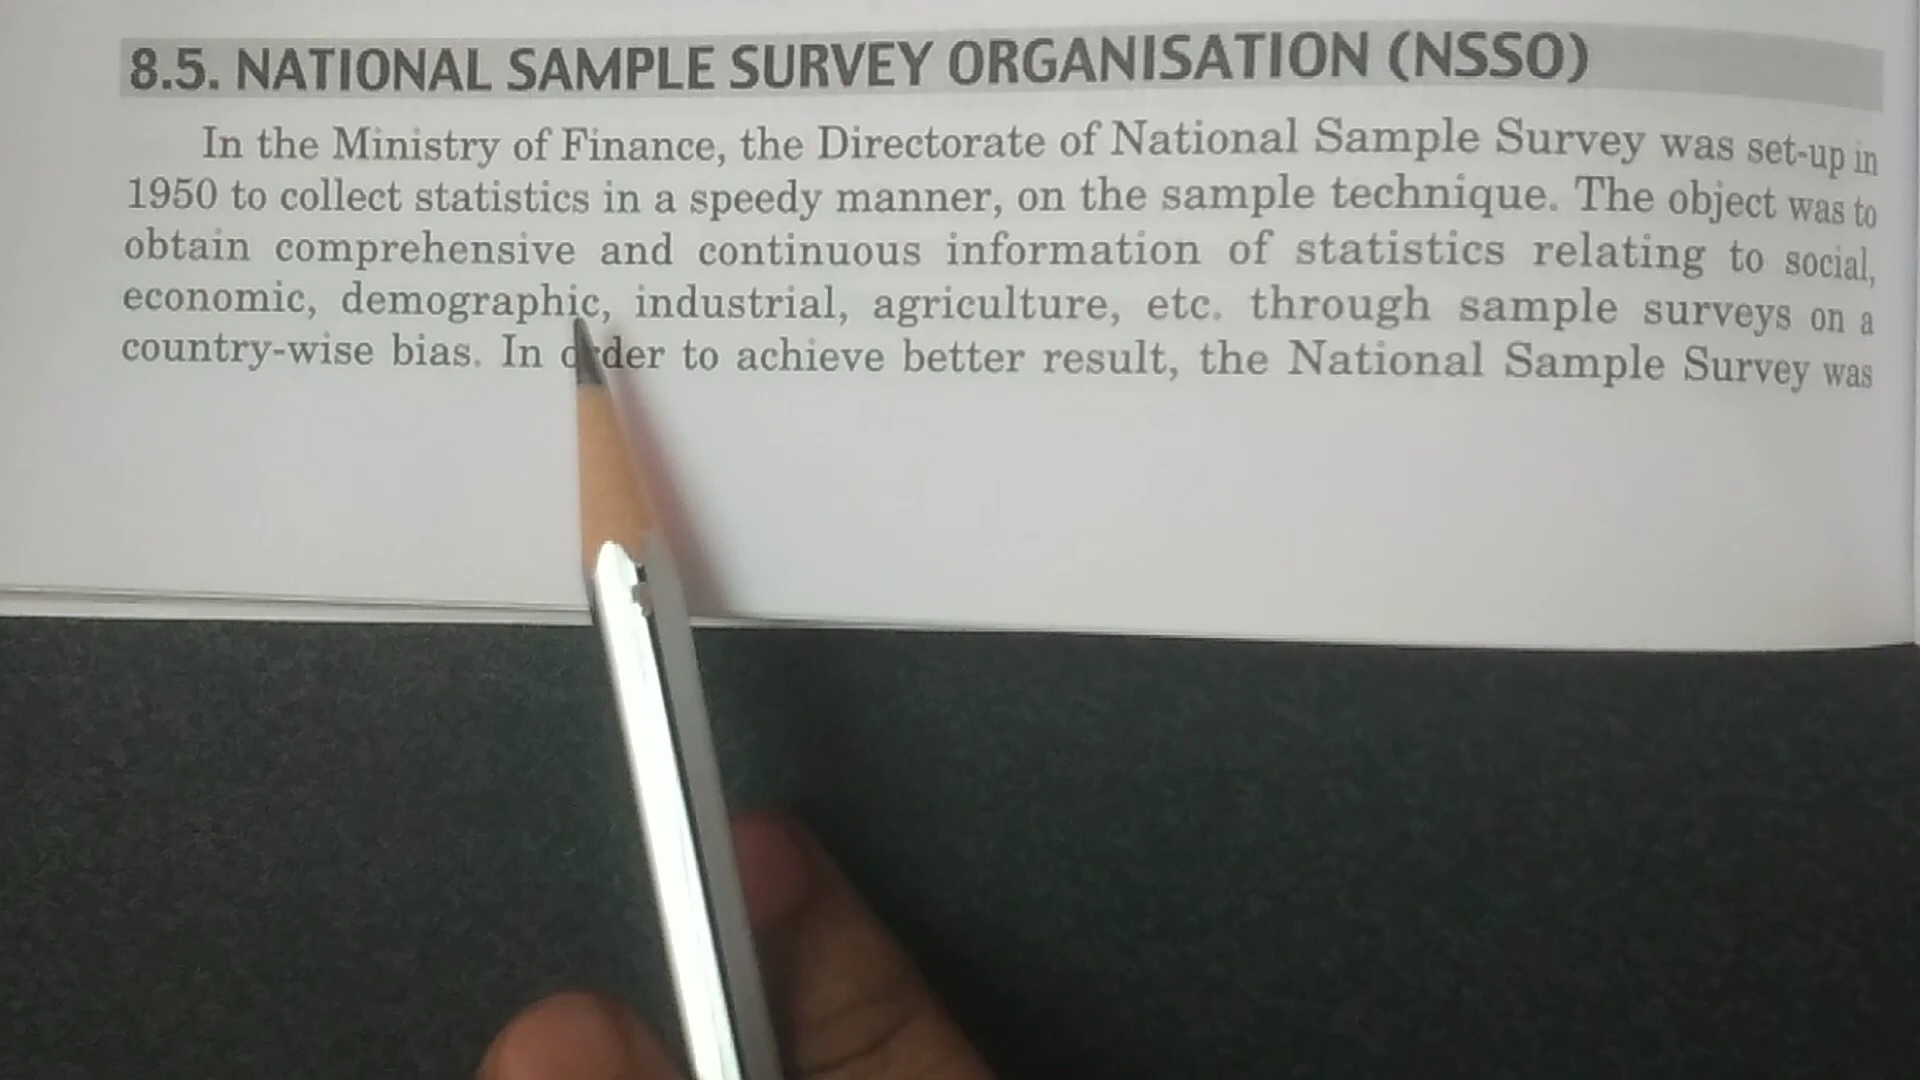 8.5. NATIONAL SAMPLE SURVEY ORGANISATION (NSSO)
In the Ministry of Finance, the Directorate of National Sample Survey was set-up in
1950 to collect statistics in a speedy manner, on the sample technique. The object was to
obtain comprehensive and continuous information of statistics relating to social,
economic, demographic, industrial, agriculture, etc. through sample surveys on a
country-wise bias. In order to achieve better result, the National Sample Survey was